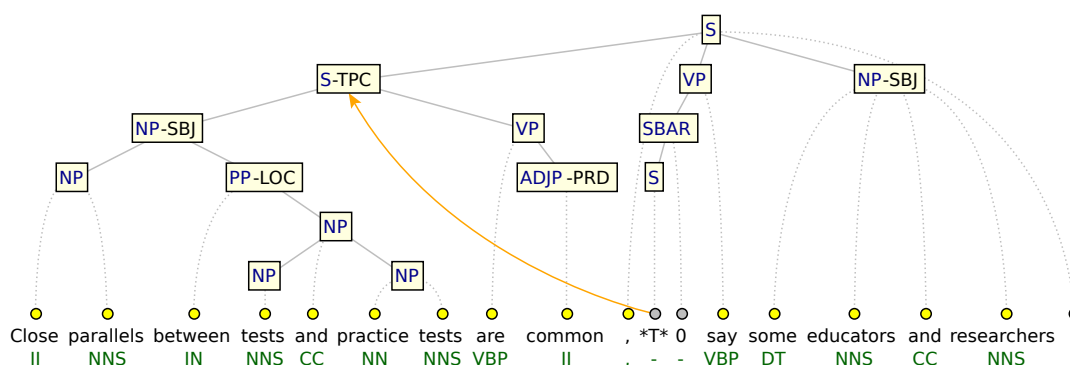 S
S-TPC VP NP-SBJ
NP-SBJ VP SBAR
NP PP-LOC ADJP-PRD S
NP
NP NP
Close parallels between tests and practice tests are common , *T* 0 say some educators and researchers
II NNS IN NNS CC NN NNS VBP II , - - VBP DT NNS CC NNS